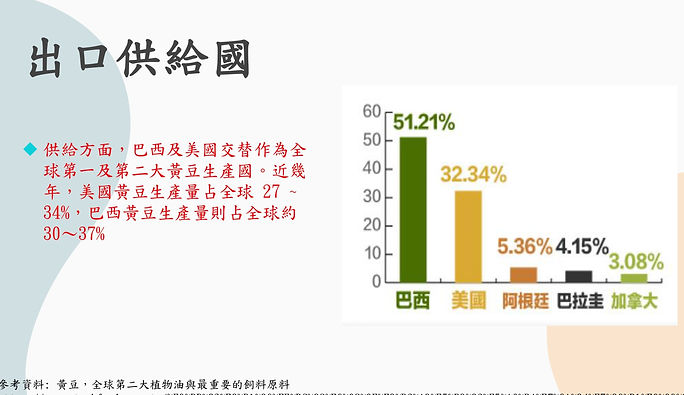 出口供給國
◆ 供給方面，巴西及美國交替作為全
球第一及第二大黃豆生產國。近幾
年，美國黃豆生產量占全球 27 ~
34%，巴西黃豆生產量則占全球約
30～37%
60
50
40
30
20
10
0
51.21%
32.34%
5.36%
4.15%
3.08%
巴西
美國
阿根廷
巴拉圭
加拿大
參考資料: 黃豆，全球第二大植物油與最重要的飼料原料